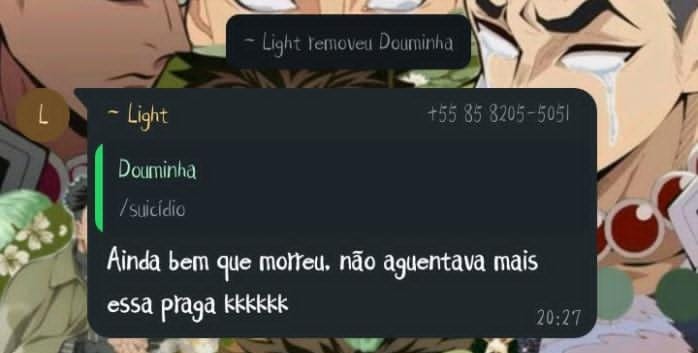 ~ Light removeu Douminha
L
~ Light +55 85 8205-5051
Douminha
/suicídio
Ainda bem que morreu, não aguentava mais
essa praga kkkkkk
20:27